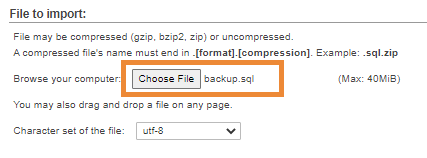 File to import:
File may be compressed (gzip, bzip2, zip) or uncompressed.
A compressed file's name must end in .[format].[compression]. Example: .sql.zip
Browse your computer: Choose File backup.sql (Max: 40MiB)
You may also drag and drop a file on any page.
Character set of the file: utf-8